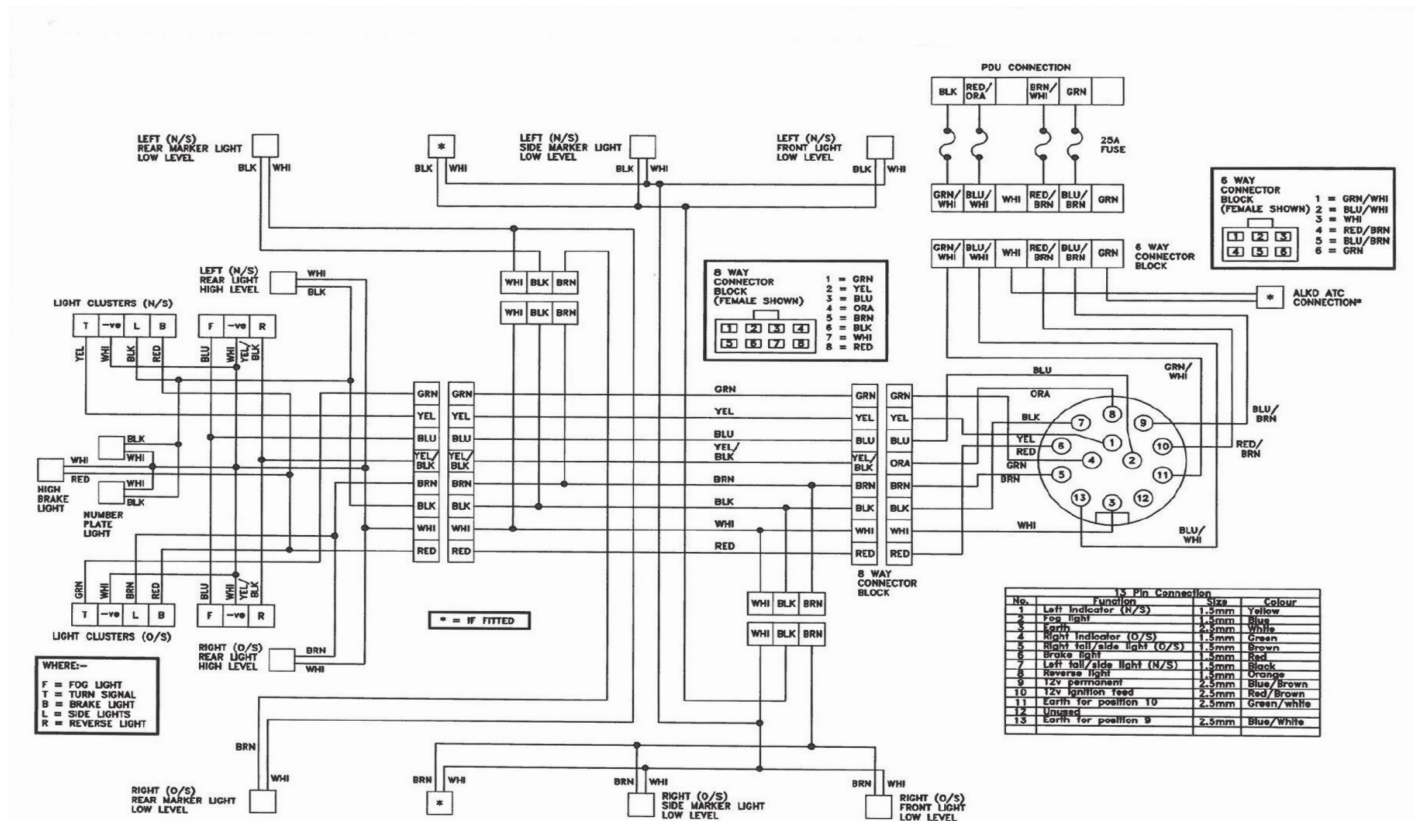 PDU CONNECTION
BLK RED/ORA BRN/WHI GRN
25A
FUSE
GRN/WHI BLU/WHI WHI RED/BRN BLU/BRN GRN
GRN/WHI BLU/WHI WHI RED/BRN BLU/BRN GRN
6 WAY
CONNECTOR
BLOCK
6 WAY
CONNECTOR
BLOCK
(FEMALE SHOWN)
1 2 3
4 5 6
1 = GRN/WHI
2 = BLU/WHI
3 = WHI
4 = RED/BRN
5 = BLU/BRN
6 = GRN
* ALKO ATC
CONNECTION*
LEFT (N/S)
REAR MARKER LIGHT
LOW LEVEL
BLK WHI
*
BLK WHI
LEFT (N/S)
SIDE MARKER LIGHT
LOW LEVEL
BLK WHI
LEFT (N/S)
FRONT LIGHT
LOW LEVEL
BLK WHI
LEFT (N/S)
REAR LIGHT
HIGH LEVEL
WHI
BLK
WHI BLK BRN
WHI BLK BRN
8 WAY
CONNECTOR
BLOCK
(FEMALE SHOWN)
1 2 3 4
5 6 7 8
1 = GRN
2 = YEL
3 = BLU
4 = ORA
5 = BRN
6 = BLK
7 = WHI
8 = RED
LIGHT CLUSTERS (N/S)
T -ve L B
F -ve R
YEL WHI BLK RED
BLU WHI YEL/BLK
GRN GRN GRN GRN GRN
YEL YEL YEL YEL YEL
BLU BLU BLU BLU BLU
YEL/BLK YEL/BLK YEL/BLK YEL/BLK ORA
BRN BRN BRN BRN BRN
BLK BLK BLK BLK BLK
WHI WHI WHI WHI WHI
RED RED RED RED RED
8 WAY
CONNECTOR
BLOCK
BLU
ORA
BLK
YEL
RED
GRN
BRN
WHI
GRN/WHI
BLU/BRN
RED/BRN
BLU/WHI
8
7 9
1
6 10
4 2
5 11
13 12
3
BLK
WHI
WHI
BLK
WHI
RED
HIGH
BRAKE
LIGHT
NUMBER
PLATE
LIGHT
GRN WHI BRN RED
BLU WHI YEL/BLK
T -ve L B
F -ve R
LIGHT CLUSTERS (O/S)
RIGHT (O/S)
REAR LIGHT
HIGH LEVEL
BRN
WHI
* = IF FITTED
WHI BLK BRN
WHI BLK BRN
WHERE:-
F = FOG LIGHT
T = TURN SIGNAL
B = BRAKE LIGHT
L = SIDE LIGHTS
R = REVERSE LIGHT
13 Pin Connection
No. Function Size Colour
1 Left Indicator (N/S) 1.5mm Yellow
2 Fog light 1.5mm Blue
3 Earth 2.5mm White
4 Right Indicator (O/S) 1.5mm Green
5 Right tail/side light (O/S) 1.5mm Brown
6 Brake light 1.5mm Red
7 Left tail/side light (N/S) 1.5mm Black
8 Reverse light 1.5mm Orange
9 12v permanent 2.5mm Blue/Brown
10 12v ignition feed 2.5mm Red/Brown
11 Earth for position 10 2.5mm Green/white
12 Unused
13 Earth for position 9 2.5mm Blue/White
BRN
WHI
RIGHT (O/S)
REAR MARKER LIGHT
LOW LEVEL
BRN WHI
*
BRN WHI
RIGHT (O/S)
SIDE MARKER LIGHT
LOW LEVEL
BRN WHI
RIGHT (O/S)
FRONT LIGHT
LOW LEVEL